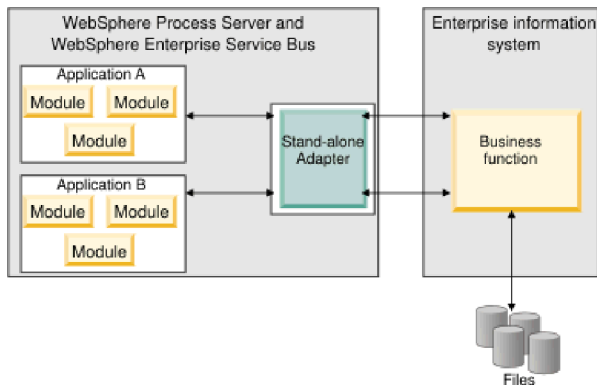 WebSphere Process Server and
WebSphere Enterprise Service Bus
Application A
Module
Module
Module
Application B
Module
Module
Module
Stand-alone
Adapter
Enterprise information
system
Business
function
Files